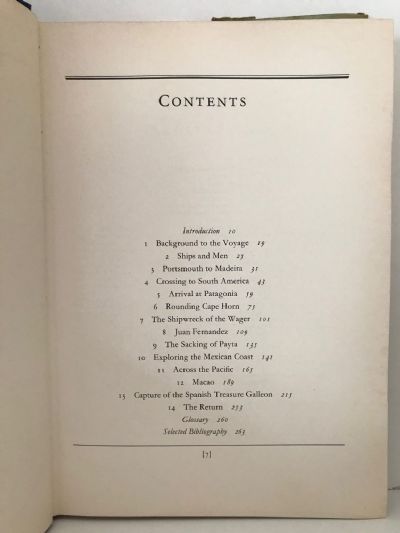 CONTENTS
Introduction 10
1 Background to the Voyage 19
2 Ships and Men 23
3 Portsmouth to Madeira 31
4 Crossing to South America 43
5 Arrival at Patagonia 59
6 Rounding Cape Horn 75
7 The Shipwreck of the Wager 101
8 Juan Fernandez 109
9 The Sacking of Payta 135
10 Exploring the Mexican Coast 141
11 Across the Pacific 165
12 Macao 189
13 Capture of the Spanish Treasure Galleon 215
14 The Return 253
Glossary 260
Selected Bibliography 263
[7]